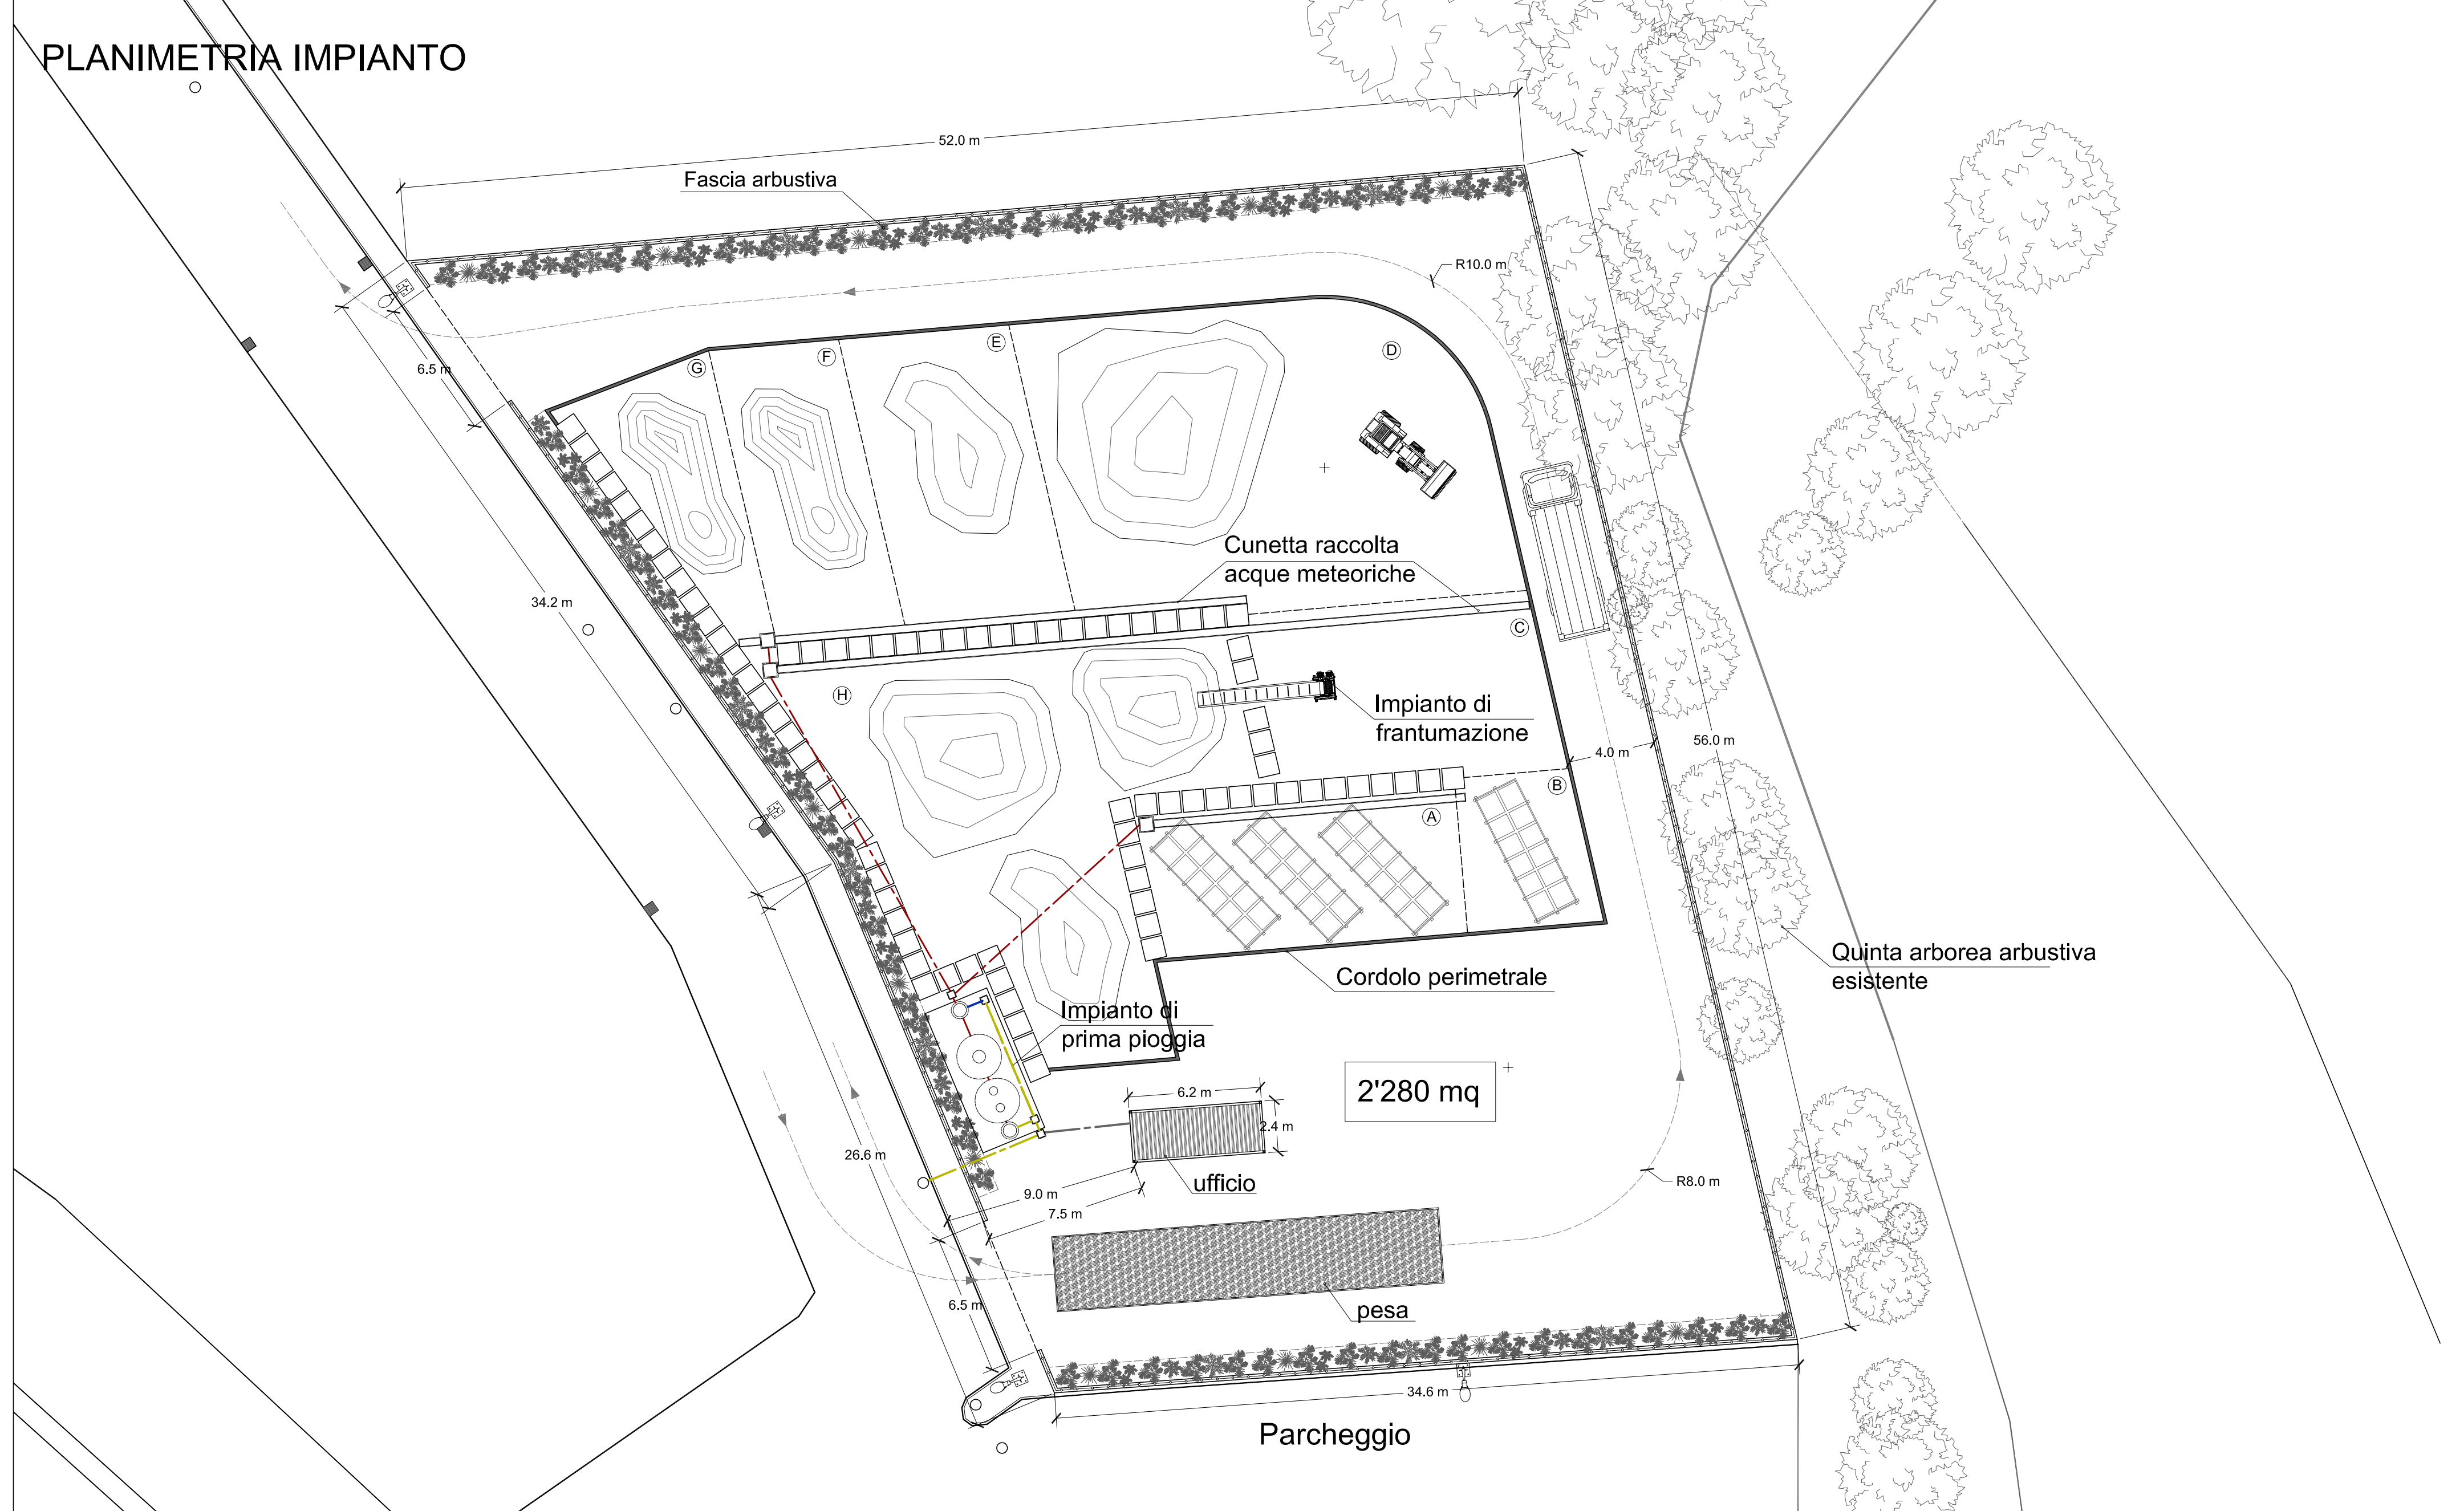 PLANIMETRIA IMPIANTO
52.0 m
Fascia arbustiva
R10.0 m
G
F
E
D
6.5 m
34.2 m
Cunetta raccolta
acque meteoriche
C
H
Impianto di
frantumazione
4.0 m
56.0 m
B
A
Quinta arborea arbustiva
esistente
Cordolo perimetrale
Impianto di
prima pioggia
2'280 mq
6.2 m
2.4 m
26.6 m
ufficio
9.0 m
7.5 m
R8.0 m
6.5 m
pesa
34.6 m
Parcheggio